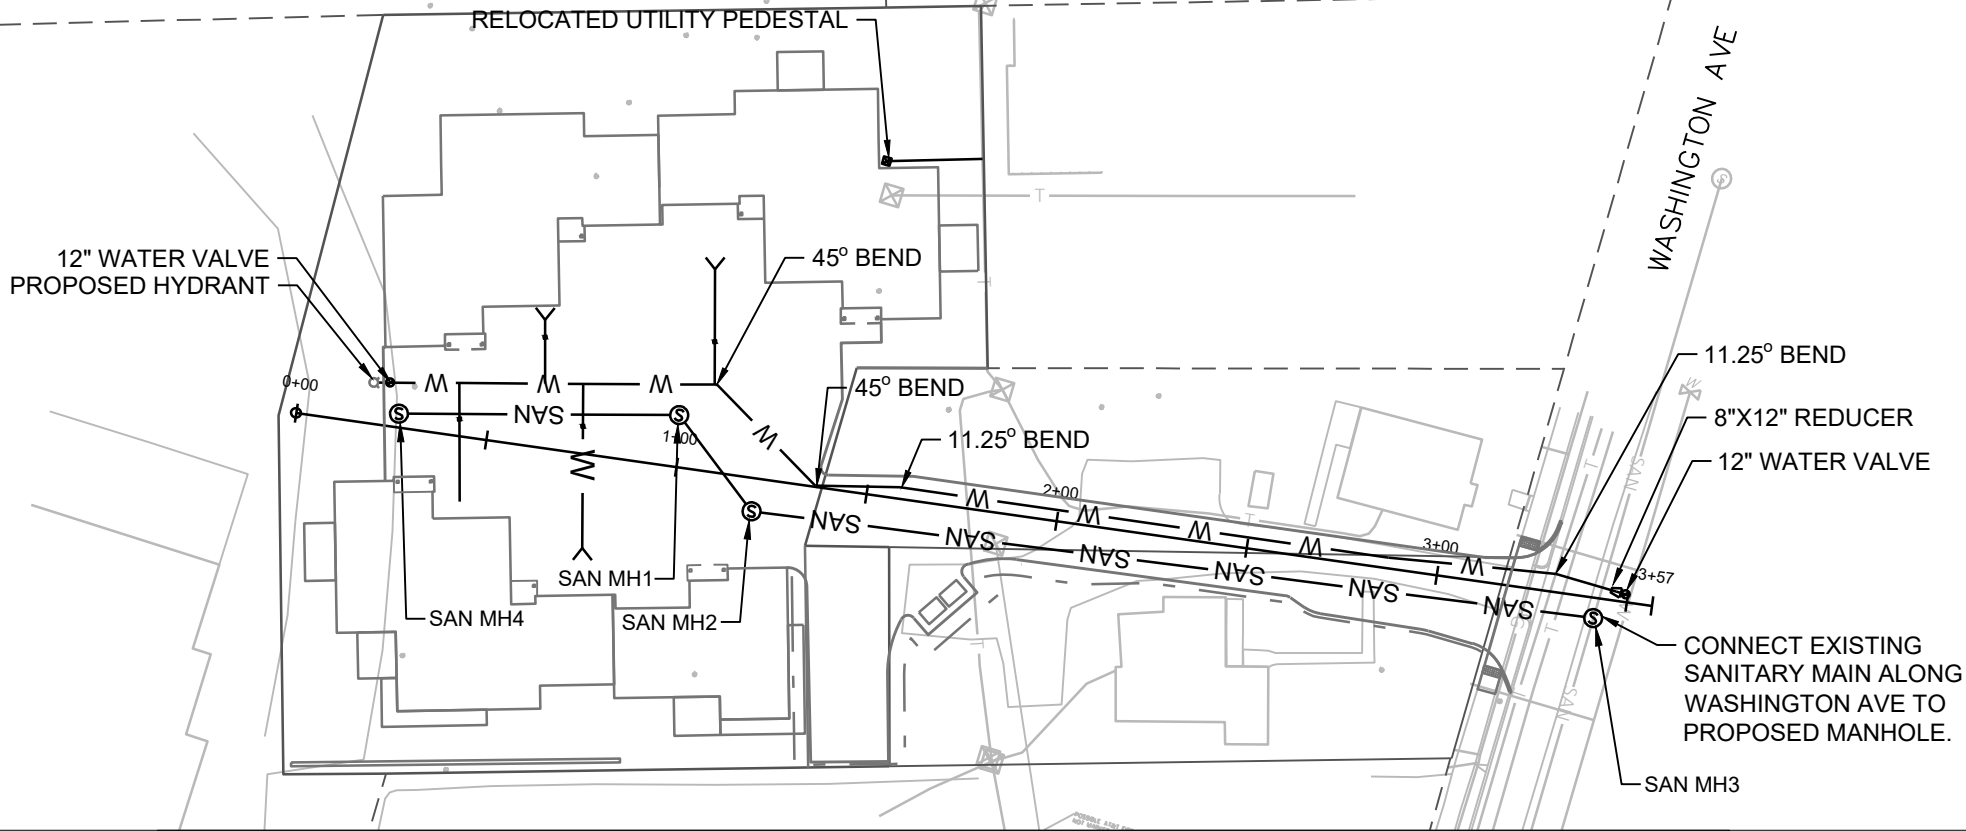 RELOCATED UTILITY PEDESTAL
WASHINGTON AVE
S
T
12" WATER VALVE
PROPOSED HYDRANT
45° BEND
T
11.25° BEND
0+00
W
W
W
45° BEND
W
8"X12" REDUCER
S
SAN
S
1+00
W
11.25° BEND
12" WATER VALVE
W
T
SAN
2+00
W
S
SAN
W
T
W
SAN
W
3+00
SAN
W
SAN MH1
SAN
3+57
SAN
SAN
W
SAN MH4
SAN MH2
S
T
CONNECT EXISTING
SANITARY MAIN ALONG
WASHINGTON AVE TO
PROPOSED MANHOLE.
T
SAN
SAN MH3